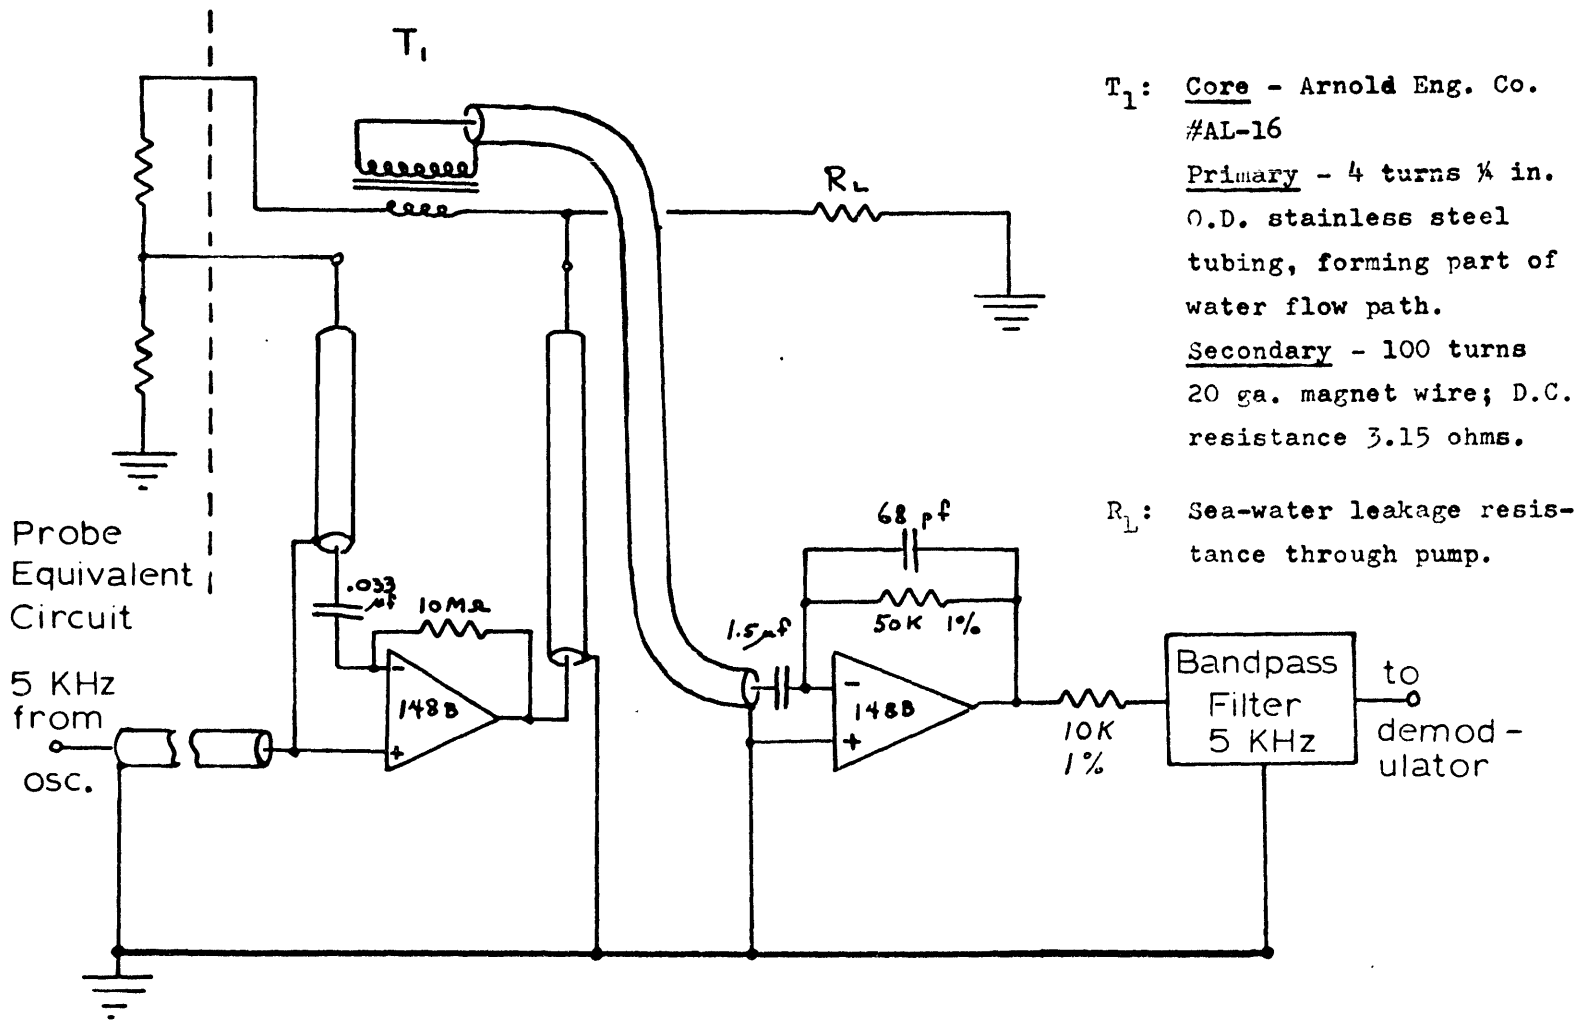 T₁
T₁: Core - Arnold Eng. Co.
#AL-16
Primary - 4 turns ¼ in.
O.D. stainless steel
tubing, forming part of
water flow path.
Secondary - 100 turns
20 ga. magnet wire; D.C.
resistance 3.15 ohms.
R_L: Sea-water leakage resis-
tance through pump.
R_L
Probe
Equivalent
Circuit
5 KHz
from
osc.
.033
μf
10MΩ
-
148B
+
1.5μf
68 pf
50K 1%
-
148B
+
10K
1%
Bandpass
Filter
5 KHz
to
demod-
ulator